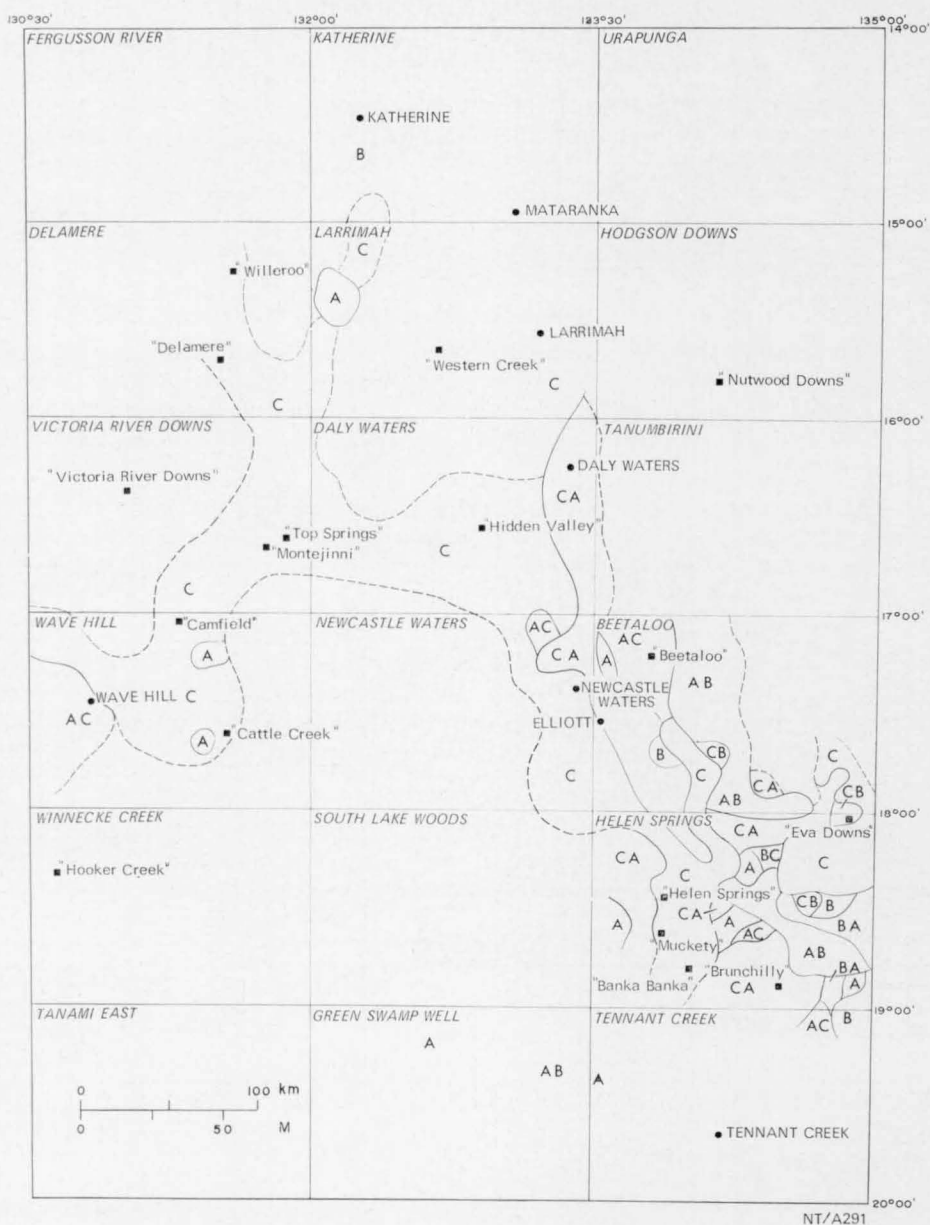 130°30' 132°00' 133°30' 135°00'
14°00'
FERGUSSON RIVER KATHERINE URAPUNGA
KATHERINE
B
MATARANKA
15°00'
DELAMERE LARRIMAH HODGSON DOWNS
C
"Willeroo"
A
LARRIMAH
"Delamere" "Western Creek"
"Nutwood Downs"
C
C
16°00'
VICTORIA RIVER DOWNS DALY WATERS TANUMBIRINI
DALY WATERS
"Victoria River Downs"
CA
"Top Springs" "Hidden Valley"
"Montejinni" C
C
17°00'
WAVE HILL "Camfield" NEWCASTLE WATERS AC BEETALOO
AC
A CA A "Beetaloo"
AB
WAVE HILL C NEWCASTLE
WATERS
AC
ELLIOTT
A "Cattle Creek"
B CB C
C C CA CB
AB
18°00'
WINNECKE CREEK SOUTH LAKE WOODS HELEN SPRINGS
CA "Eva Downs"
CA BC C
"Hooker Creek" C A
"Helen Springs"
CB B
CA
A A BA
"Muckety" AC
AB
"Banka Banka" "Brunchilly" BA
CA A
19°00'
TANAMI EAST GREEN SWAMP WELL TENNANT CREEK
AC B
A
AB A
0 100 km
0 50 M
TENNANT CREEK
20°00'
NT/A291